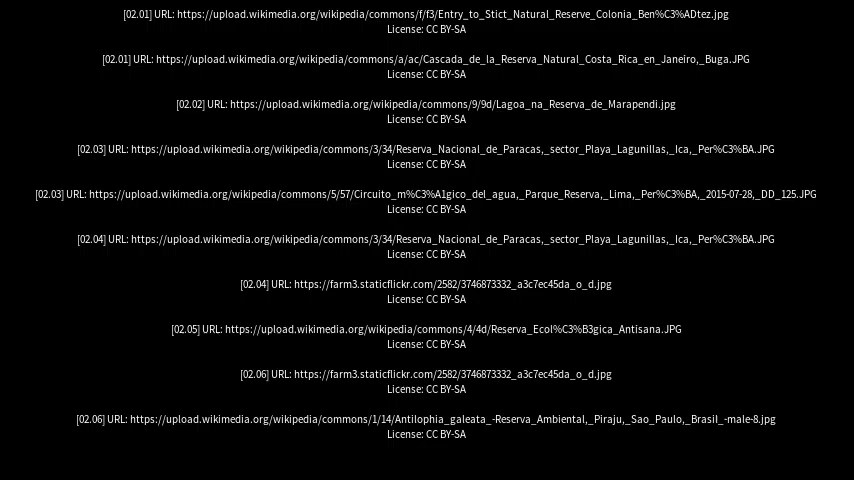 [02.01] URL: https://upload.wikimedia.org/wikipedia/commons/f/f3/Entry_to_Stict_Natural_Reserve_Colonia_Ben%C3%ADtez.jpg
License: CC BY-SA
[02.01] URL: https://upload.wikimedia.org/wikipedia/commons/a/ac/Cascada_de_la_Reserva_Natural_Costa_Rica_en_Janeiro,_Buga.JPG
License: CC BY-SA
[02.02] URL: https://upload.wikimedia.org/wikipedia/commons/9/9d/Lagoa_na_Reserva_de_Marapendi.jpg
License: CC BY-SA
[02.03] URL: https://upload.wikimedia.org/wikipedia/commons/3/34/Reserva_Nacional_de_Paracas,_sector_Playa_Lagunillas,_Ica,_Per%C3%BA.JPG
License: CC BY-SA
[02.03] URL: https://upload.wikimedia.org/wikipedia/commons/5/57/Circuito_m%C3%A1gico_del_agua,_Parque_Reserva,_Lima,_Per%C3%BA,_2015-07-28,_DD_125.JPG
License: CC BY-SA
[02.04] URL: https://upload.wikimedia.org/wikipedia/commons/3/34/Reserva_Nacional_de_Paracas,_sector_Playa_Lagunillas,_Ica,_Per%C3%BA.JPG
License: CC BY-SA
[02.04] URL: https://farm3.staticflickr.com/2582/3746873332_a3c7ec45da_o_d.jpg
License: CC BY-SA
[02.05] URL: https://upload.wikimedia.org/wikipedia/commons/4/4d/Reserva_Ecol%C3%B3gica_Antisana.JPG
License: CC BY-SA
[02.06] URL: https://farm3.staticflickr.com/2582/3746873332_a3c7ec45da_o_d.jpg
License: CC BY-SA
[02.06] URL: https://upload.wikimedia.org/wikipedia/commons/1/14/Antilophia_galeata_-Reserva_Ambiental,_Piraju,_Sao_Paulo,_Brasil_-male-8.jpg
License: CC BY-SA